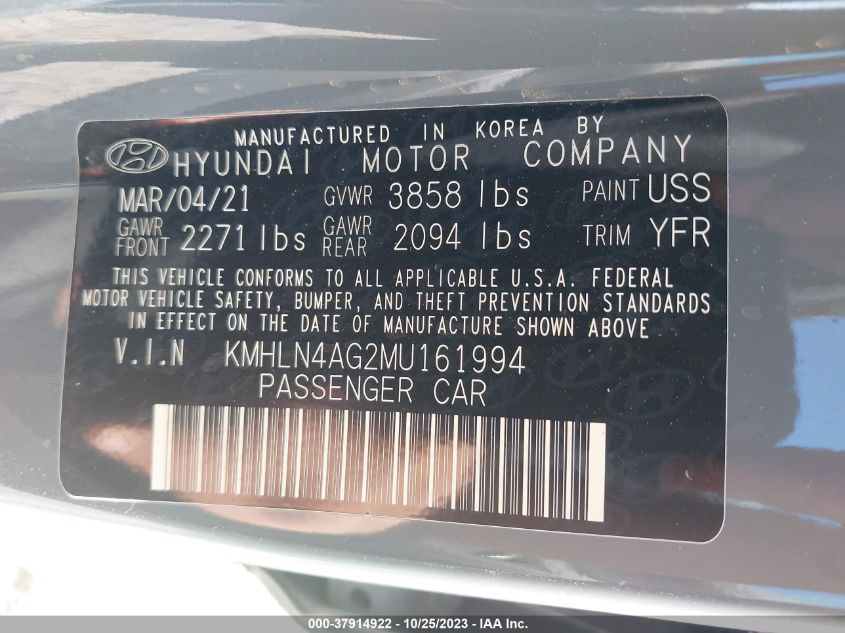 MANUFACTURED IN KOREA BY
HYUNDAI MOTOR COMPANY
MAR/04/21 GVWR 3858 lbs PAINT USS
GAWR FRONT 2271 lbs GAWR REAR 2094 lbs TRIM YFR
THIS VEHICLE CONFORMS TO ALL APPLICABLE U.S.A. FEDERAL
MOTOR VEHICLE SAFETY, BUMPER, AND THEFT PREVENTION STANDARDS
IN EFFECT ON THE DATE OF MANUFACTURE SHOWN ABOVE
V.I.N KMHLN4AG2MU161994
PASSENGER CAR
000-37914922 - 10/25/2023 - IAA Inc.